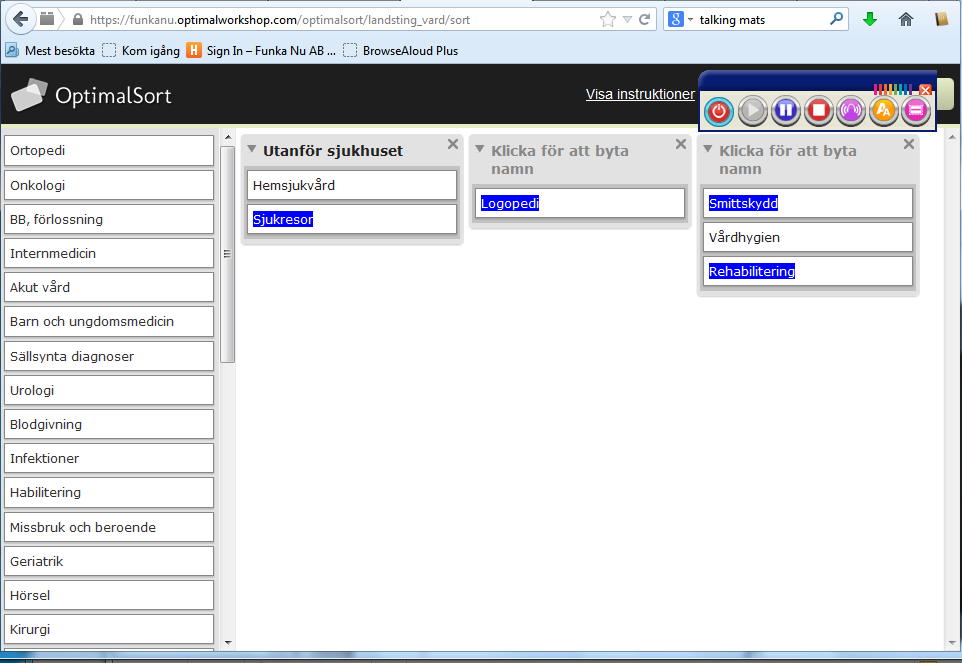 https://funkanu.optimalworkshop.com/optimalsort/landsting_vard/sort
8 talking mats
Mest besökta
Kom igång
H Sign In – Funka Nu AB ...
BrowseAloud Plus
OptimalSort
Visa instruktioner
AA
Ortopedi
Onkologi
BB, förlossning
Internmedicin
Akut vård
Barn och ungdomsmedicin
Sällsynta diagnoser
Urologi
Blodgivning
Infektioner
Habilitering
Missbruk och beroende
Geriatrik
Hörsel
Kirurgi
Utanför sjukhuset
Hemsjukvård
Sjukresor
Klicka för att byta
namn
Logopedi
Klicka för att byta
namn
Smittskydd
Vårdhygien
Rehabilitering